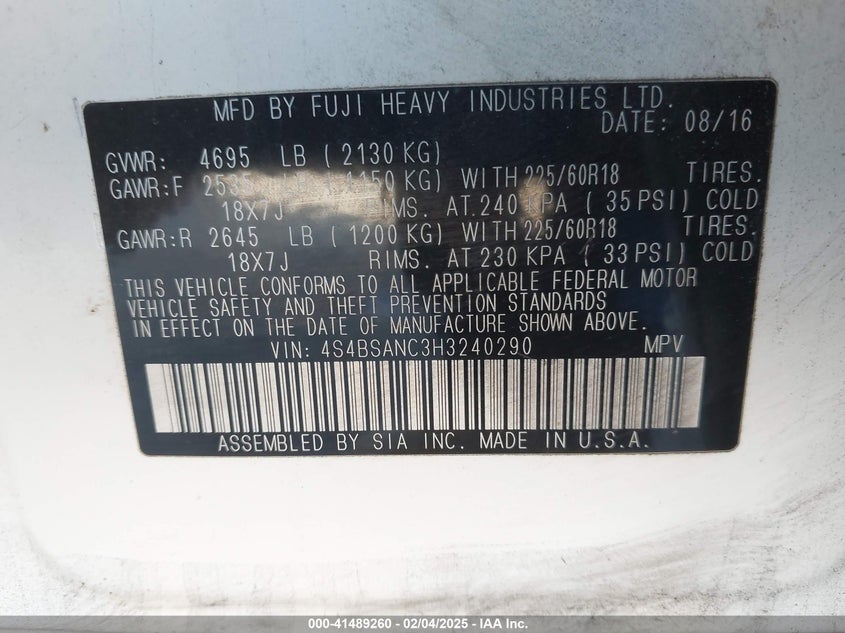 MFD BY FUJI HEAVY INDUSTRIES LTD.
DATE: 08/16
GVWR: 4695 LB ( 2130 KG)
GAWR:F 2535 LB ( 1150 KG) WITH 225/60R18 TIRES.
18X7J RIMS. AT 240 KPA ( 35 PSI) COLD
GAWR:R 2645 LB ( 1200 KG) WITH 225/60R18 TIRES.
18X7J RIMS. AT 230 KPA ( 33 PSI) COLD
THIS VEHICLE CONFORMS TO ALL APPLICABLE FEDERAL MOTOR
VEHICLE SAFETY AND THEFT PREVENTION STANDARDS
IN EFFECT ON THE DATE OF MANUFACTURE SHOWN ABOVE.
VIN: 4S4BSANC3H3240290 MPV
ASSEMBLED BY SIA INC. MADE IN U.S.A.
000-41489260 - 02/04/2025 - IAA Inc.